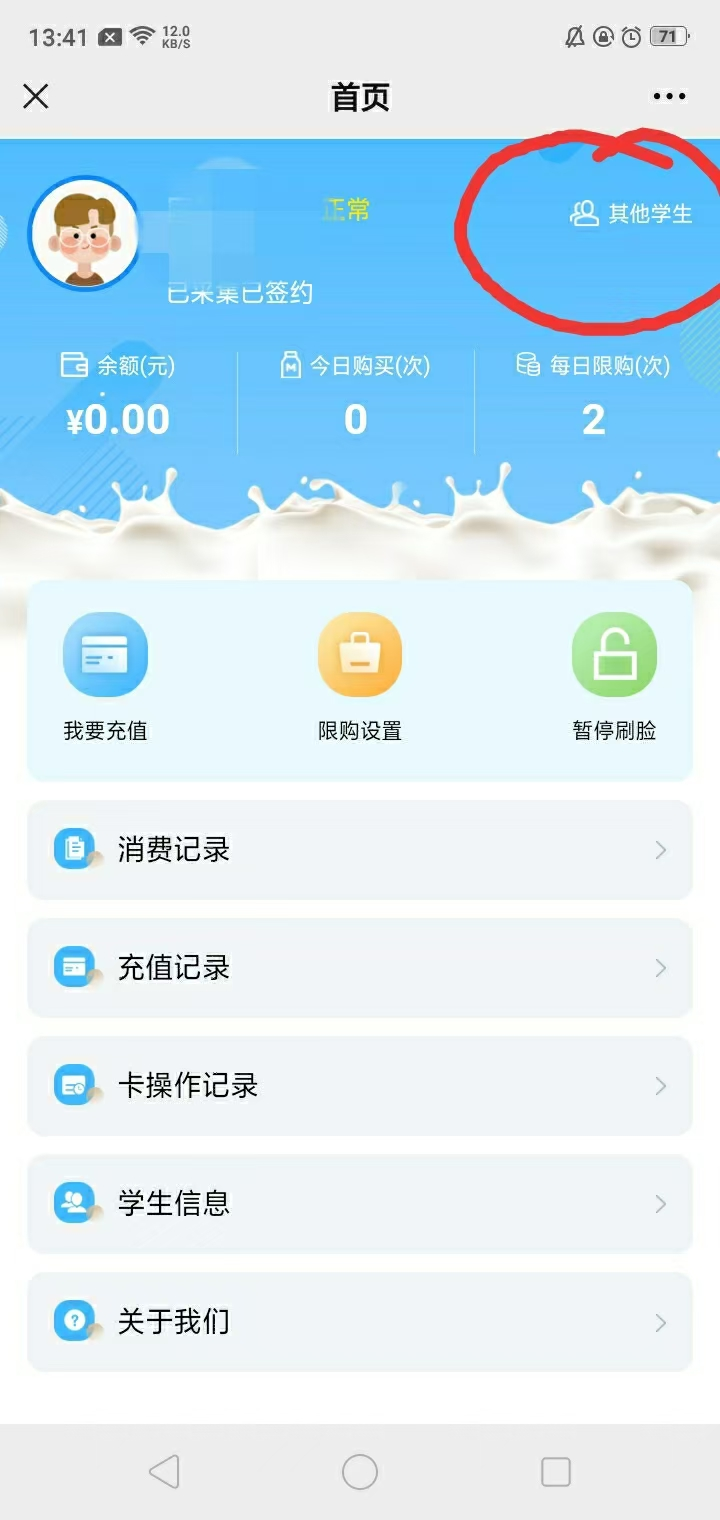 13:41
12.0
KB/S
71
首页
正常
其他学生
已采集已签约
余额(元)
今日购买(次)
每日限购(次)
¥0.00
0
2
我要充值
限购设置
暂停刷脸
消费记录
充值记录
卡操作记录
学生信息
关于我们